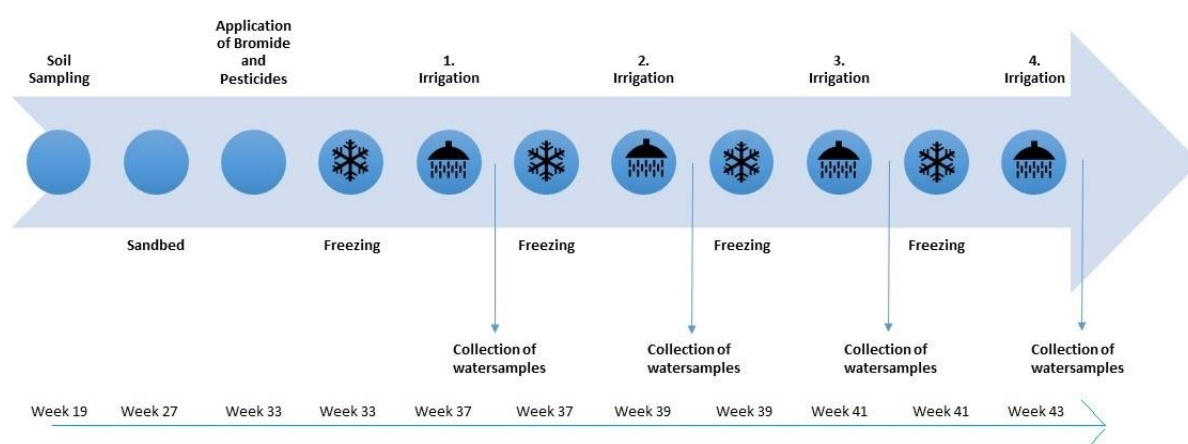 Application
of Bromide
and
Pesticides
Soil
Sampling
1.
Irrigation
2.
Irrigation
3.
Irrigation
4.
Irrigation
Sandbed
Freezing
Freezing
Freezing
Freezing
Collection of
watersamples
Collection of
watersamples
Collection of
watersamples
Collection of
watersamples
Week 19
Week 27
Week 33
Week 33
Week 37
Week 37
Week 39
Week 39
Week 41
Week 41
Week 43